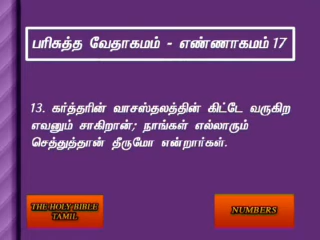 பரிசுத்த வேதாகமம் - எண்ணாகமம் 17
13. கர்த்தரின் வாசஸ்தலத்தின் கிட்டே வருகிற
எவனும் சாகிறான்; நாங்கள் எல்லாரும்
செத்துத்தான் தீருமோ என்றார்கள்.
THE HOLY BIBLE
TAMIL
NUMBERS